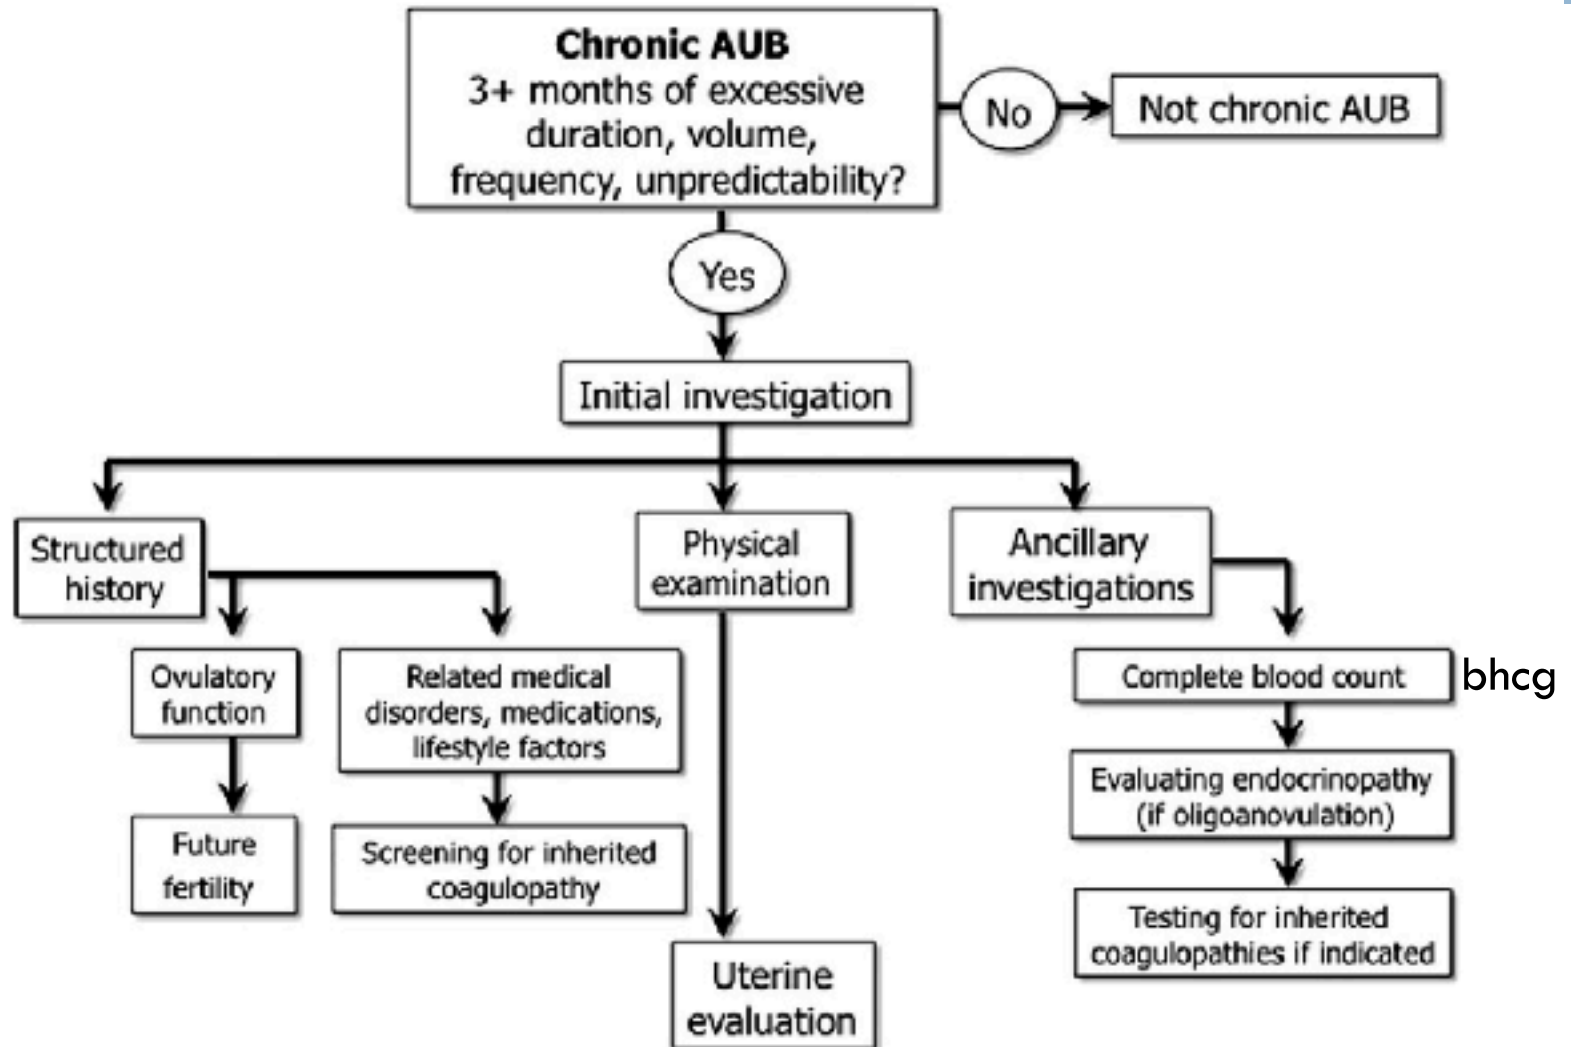 Chronic AUB
3+ months of excessive
duration, volume,
frequency, unpredictability?
No
Not chronic AUB
Yes
Initial investigation
Structured
history
Physical
examination
Ancillary
investigations
Ovulatory
function
Related medical
disorders, medications,
lifestyle factors
Complete blood count
bhcg
Future
fertility
Screening for inherited
coagulopathy
Evaluating endocrinopathy
(if oligoanovulation)
Testing for inherited
coagulopathies if indicated
Uterine
evaluation